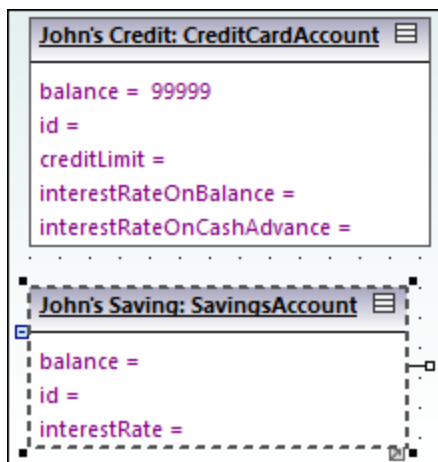 John's Credit: CreditCardAccount
balance = 99999
id =
creditLimit =
interestRateOnBalance =
interestRateOnCashAdvance =
John's Saving: SavingsAccount
balance =
id =
interestRate =